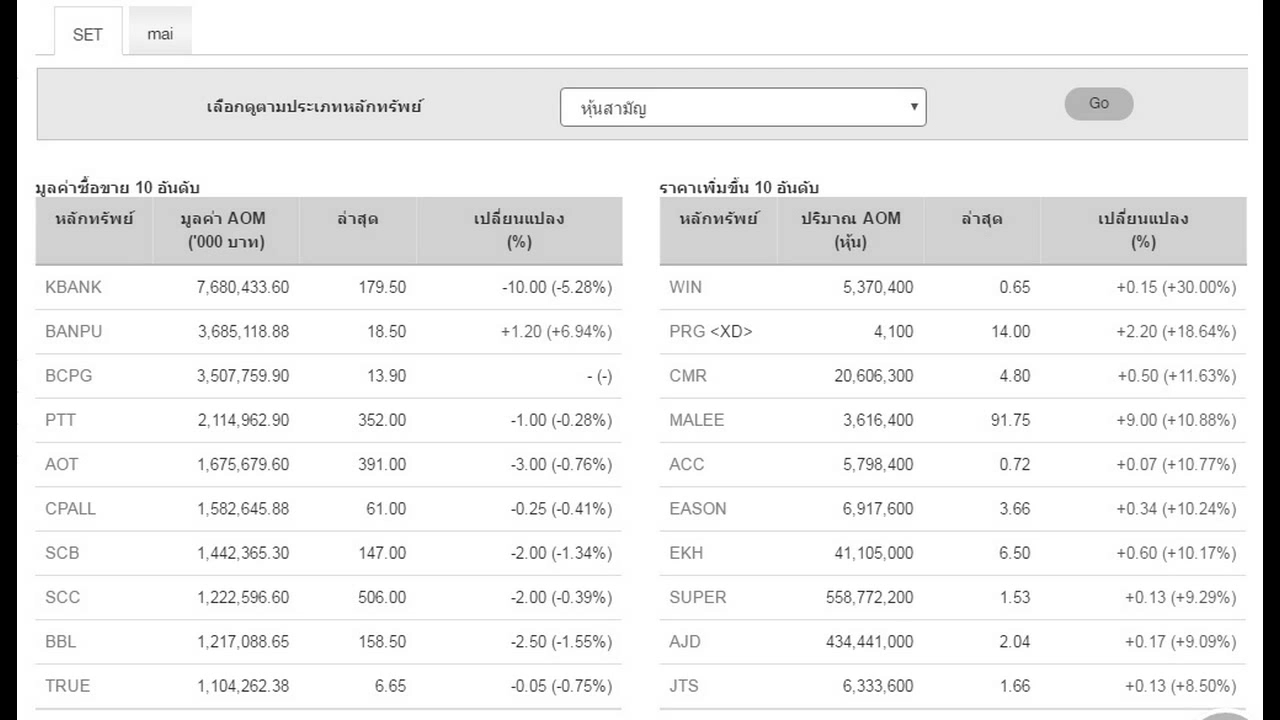 SET mai
เลือกดูตามประเภทหลักทรัพย์ หุ้นสามัญ Go
มูลค่าซื้อขาย 10 อันดับ
หลักทรัพย์ มูลค่า AOM ('000 บาท) ล่าสุด เปลี่ยนแปลง (%)
KBANK 7,680,433.60 179.50 -10.00 (-5.28%)
BANPU 3,685,118.88 18.50 +1.20 (+6.94%)
BCPG 3,507,759.90 13.90 - (-)
PTT 2,114,962.90 352.00 -1.00 (-0.28%)
AOT 1,675,679.60 391.00 -3.00 (-0.76%)
CPALL 1,582,645.88 61.00 -0.25 (-0.41%)
SCB 1,442,365.30 147.00 -2.00 (-1.34%)
SCC 1,222,596.60 506.00 -2.00 (-0.39%)
BBL 1,217,088.65 158.50 -2.50 (-1.55%)
TRUE 1,104,262.38 6.65 -0.05 (-0.75%)
ราคาเพิ่มขึ้น 10 อันดับ
หลักทรัพย์ ปริมาณ AOM (หุ้น) ล่าสุด เปลี่ยนแปลง (%)
WIN 5,370,400 0.65 +0.15 (+30.00%)
PRG <XD> 4,100 14.00 +2.20 (+18.64%)
CMR 20,606,300 4.80 +0.50 (+11.63%)
MALEE 3,616,400 91.75 +9.00 (+10.88%)
ACC 5,798,400 0.72 +0.07 (+10.77%)
EASON 6,917,600 3.66 +0.34 (+10.24%)
EKH 41,105,000 6.50 +0.60 (+10.17%)
SUPER 558,772,200 1.53 +0.13 (+9.29%)
AJD 434,441,000 2.04 +0.17 (+9.09%)
JTS 6,333,600 1.66 +0.13 (+8.50%)